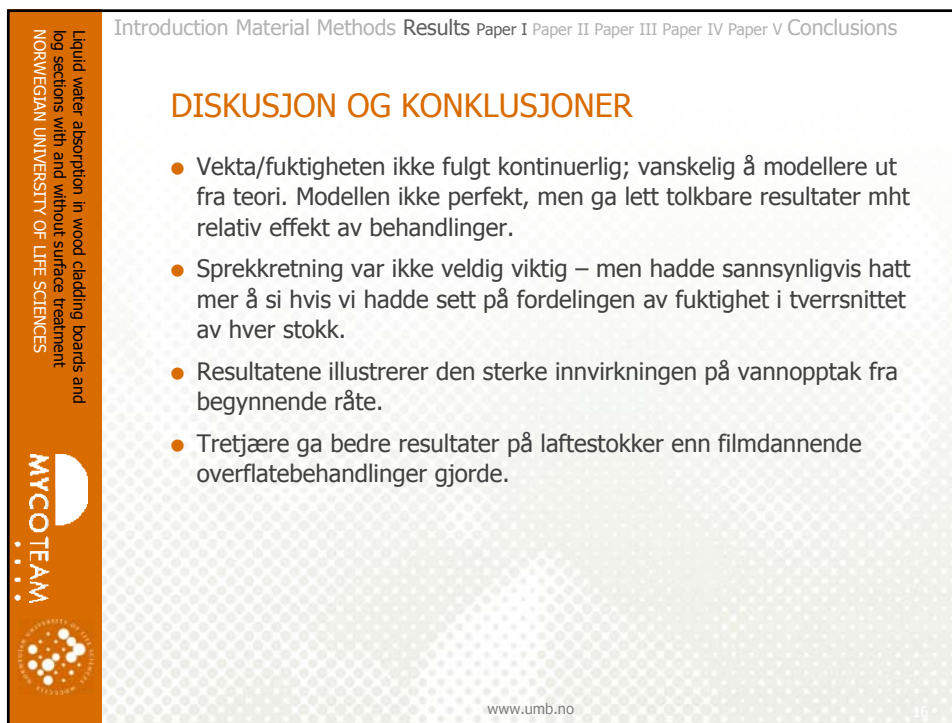 Introduction Material Methods Results Paper I Paper II Paper III Paper IV Paper V Conclusions
Liquid water absorption in wood cladding boards and
log sections with and without surface treatment
NORWEGIAN UNIVERSITY OF LIFE SCIENCES
MYCOTEAM
DISKUSJON OG KONKLUSJONER
• Vekta/fuktigheten ikke fulgt kontinuerlig; vanskelig å modellere ut
fra teori. Modellen ikke perfekt, men ga lett tolkbare resultater mht
relativ effekt av behandlinger.
• Sprekkretning var ikke veldig viktig – men hadde sannsynligvis hatt
mer å si hvis vi hadde sett på fordelingen av fuktighet i tverrsnittet
av hver stokk.
• Resultatene illustrerer den sterke innvirkningen på vannopptak fra
begynnende råte.
• Tretjære ga bedre resultater på laftestokker enn filmdannende
overflatebehandlinger gjorde.
www.umb.no
16